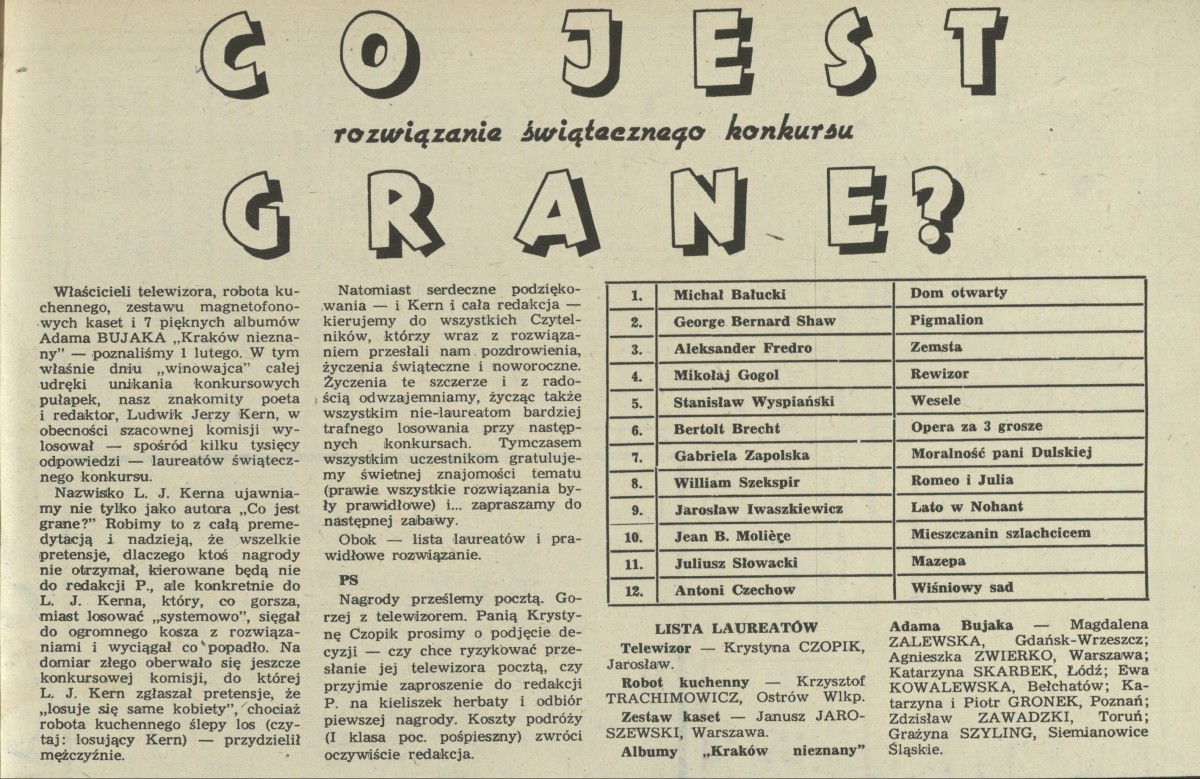 CO JEST
rozwiązanie świątecznego konkursu
GRANE?
Właścicieli telewizora, robota ku-
chennego, zestawu magnetofono-
wych kaset i 7 pięknych albumów
Adama BUJAKA „Kraków niezna-
ny” — poznaliśmy 1 lutego. W tym
właśnie dniu „winowajca” całej
udręki unikania konkursowych
pułapek, nasz znakomity poeta
i redaktor, Ludwik Jerzy Kern, w
obecności szacownej komisji wy-
losował — spośród kilku tysięcy
odpowiedzi — laureatów świątecz-
nego konkursu.
Nazwisko L. J. Kerna ujawnia-
my nie tylko jako autora „Co jest
grane?” Robimy to z całą preme-
dytacją i nadzieją, że wszelkie
pretensje, dlaczego ktoś nagrody
nie otrzymał, kierowane będą nie
do redakcji P., ale konkretnie do
L. J. Kerna, który, co gorsza,
miast losować „systemowo”, sięgał
do ogromnego kosza z rozwiąza-
niami i wyciągał co popadło. Na
domiar złego oberwało się jeszcze
konkursowej komisji, do której
L. J. Kern zgłaszał pretensje, że
„losuje się same kobiety”, chociaż
robota kuchennego ślepy los (czy-
taj: losujący Kern) — przydzielił
mężczyźnie.
Natomiast serdeczne podzięko-
wania — i Kern i cała redakcja —
kierujemy do wszystkich Czytel-
ników, którzy wraz z rozwiąza-
niem przesłali nam pozdrowienia,
życzenia świąteczne i noworoczne.
Życzenia te szczerze i z rado-
ścią odwzajemniamy, życząc także
wszystkim nie-laureatom bardziej
trafnego losowania przy następ-
nych konkursach. Tymczasem
wszystkim uczestnikom gratuluje-
my świetnej znajomości tematu
(prawie wszystkie rozwiązania by-
ły prawidłowe) i... zapraszamy do
następnej zabawy.
Obok — lista laureatów i pra-
widłowe rozwiązanie.
PS
Nagrody prześlemy pocztą. Go-
rzej z telewizorem. Panią Krysty-
nę Czopik prosimy o podjęcie de-
cyzji — czy chce ryzykować prze-
słanie jej telewizora pocztą, czy
przyjmie zaproszenie do redakcji
P. na kieliszek herbaty i odbiór
piewszej nagrody. Koszty podróży
(I klasa poc. pośpieszny) zwróci
oczywiście redakcja.
1. Michał Bałucki Dom otwarty
2. George Bernard Shaw Pigmalion
3. Aleksander Fredro Zemsta
4. Mikołaj Gogol Rewizor
5. Stanisław Wyspiański Wesele
6. Bertolt Brecht Opera za 3 grosze
7. Gabriela Zapolska Moralność pani Dulskiej
8. William Szekspir Romeo i Julia
9. Jarosław Iwaszkiewicz Lato w Nohant
10. Jean B. Molière Mieszczanin szlachcicem
11. Juliusz Słowacki Mazepa
12. Antoni Czechow Wiśniowy sad
LISTA LAUREATÓW
Telewizor — Krystyna CZOPIK,
Jarosław.
Robot kuchenny — Krzysztof
TRACHIMOWICZ, Ostrów Wlkp.
Zestaw kaset — Janusz JARO-
SZEWSKI, Warszawa.
Albumy „Kraków nieznany”
Adama Bujaka — Magdalena
ZALEWSKA, Gdańsk-Wrzeszcz;
Agnieszka ZWIERKO, Warszawa;
Katarzyna SKARBEK, Łódź; Ewa
KOWALEWSKA, Bełchatów; Ka-
tarzyna i Piotr GRONEK, Poznań;
Zdzisław ZAWADZKI, Toruń;
Grażyna SZYLING, Siemianowice
Śląskie.